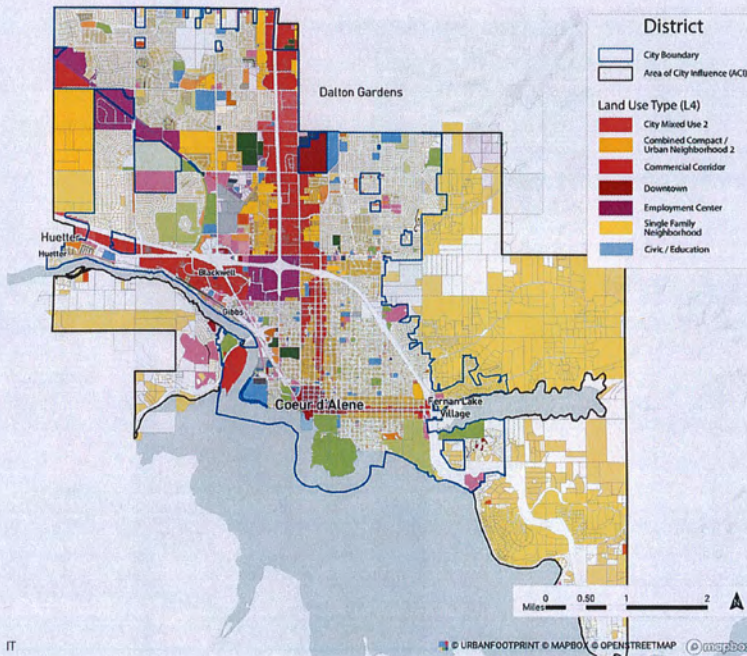 District
City Boundary
Area of City Influence (ACI)
Land Use Type (L4)
City Mixed Use 2
Combined Compact /
Urban Neighborhood 2
Commercial Corridor
Downtown
Employment Center
Single Family
Neighborhood
Civic / Education
Dalton Gardens
Huetter
Huetter
Blackwell
Gibbs
Coeur d'Alene
Fernan Lake
Village
Miles 0 0.50 1 2
IT
© URBANFOOTPRINT © MAPBOX © OPENSTREETMAP mapbox